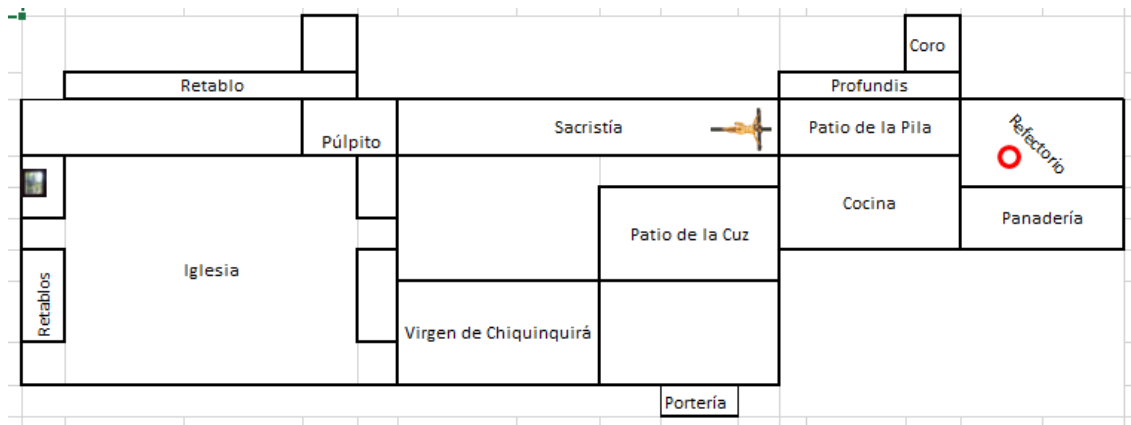 Coro
Retablo
Profundis
Púlpito
Sacristía
Patio de la Pila
Refectorio
Cocina
Panadería
Patio de la Cuz
Iglesia
Retablos
Virgen de Chiquinquirá
Portería